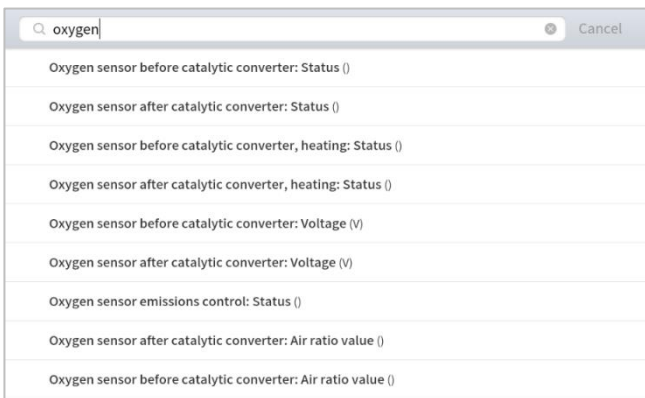 oxygen Cancel
Oxygen sensor before catalytic converter: Status ()
Oxygen sensor after catalytic converter: Status ()
Oxygen sensor before catalytic converter, heating: Status ()
Oxygen sensor after catalytic converter, heating: Status ()
Oxygen sensor before catalytic converter: Voltage (V)
Oxygen sensor after catalytic converter: Voltage (V)
Oxygen sensor emissions control: Status ()
Oxygen sensor after catalytic converter: Air ratio value ()
Oxygen sensor before catalytic converter: Air ratio value ()